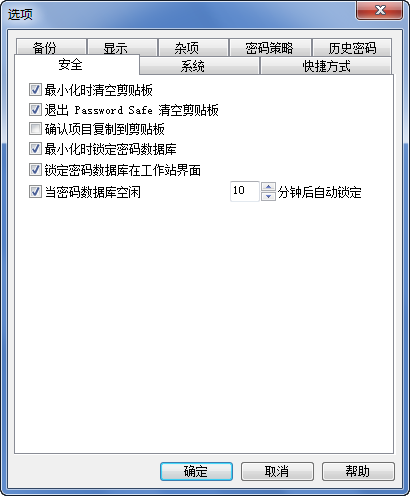 选项
备份 显示 杂项 密码策略 历史密码
安全 系统 快捷方式
最小化时清空剪贴板
退出 Password Safe 清空剪贴板
确认项目复制到剪贴板
最小化时锁定密码数据库
锁定密码数据库在工作站界面
当密码数据库空闲 10 分钟后自动锁定
确定 取消 帮助